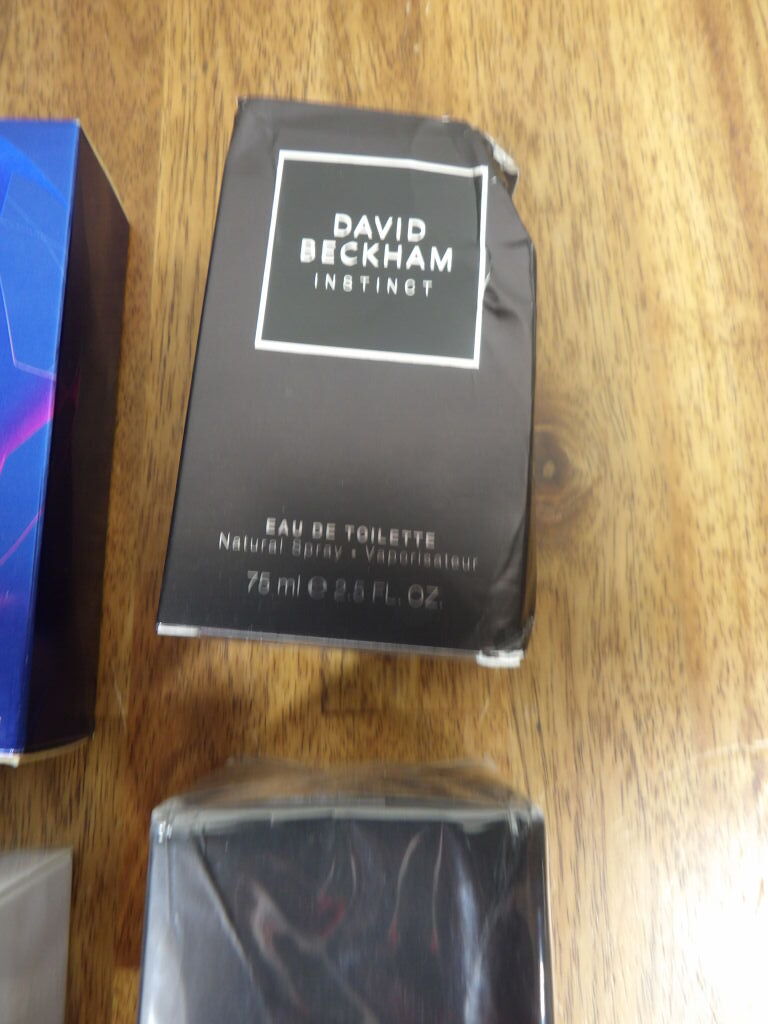 DAVID
BECKHAM
INSTINCT
EAU DE TOILETTE
Natural Spray • Vaporisateur
75 ml ℮ 2.5 FL. OZ.